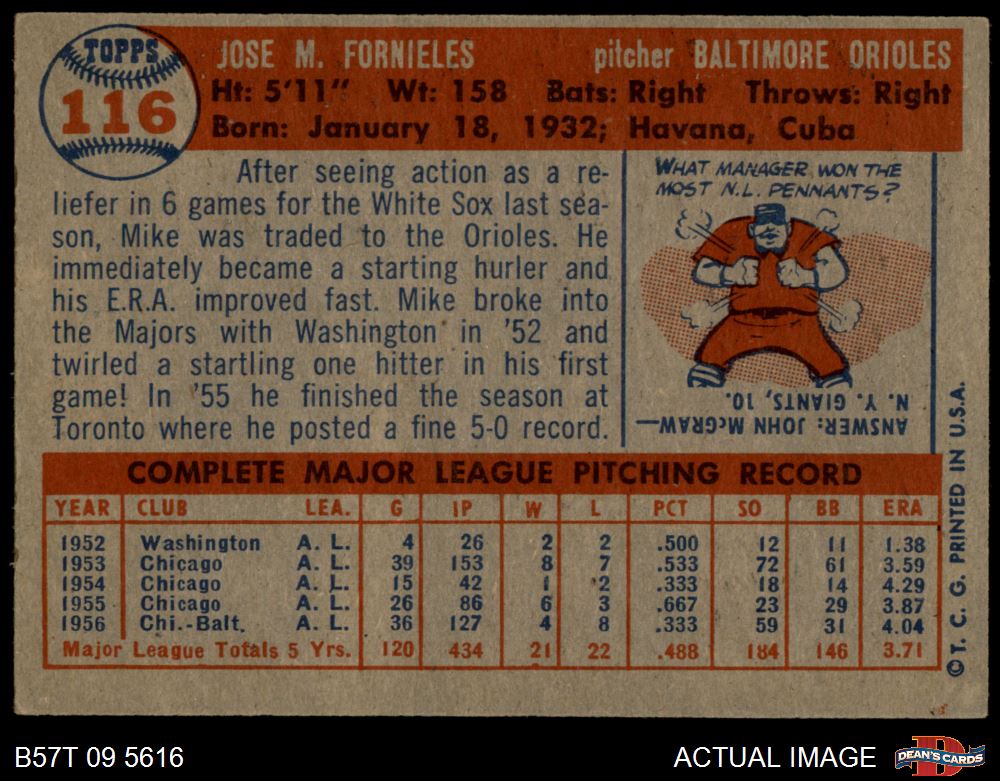 TOPPS
116
JOSE M. FORNIELES pitcher BALTIMORE ORIOLES
Ht: 5'11" Wt: 158 Bats: Right Throws: Right
Born: January 18, 1932; Havana, Cuba
After seeing action as a re-
liefer in 6 games for the White Sox last sea-
son, Mike was traded to the Orioles. He
immediately became a starting hurler and
his E.R.A. improved fast. Mike broke into
the Majors with Washington in '52 and
twirled a startling one hitter in his first
game! In '55 he finished the season at
Toronto where he posted a fine 5-0 record.
WHAT MANAGER WON THE
MOST N.L. PENNANTS?
ANSWER: JOHN McGRAW—
N. Y. GIANTS, 10.
COMPLETE MAJOR LEAGUE PITCHING RECORD
YEAR CLUB LEA. G IP W L PCT SO BB ERA
1952 Washington A. L. 4 26 2 2 .500 12 11 1.38
1953 Chicago A. L. 39 153 8 7 .533 72 61 3.59
1954 Chicago A. L. 15 42 1 2 .333 18 14 4.29
1955 Chicago A. L. 26 86 6 3 .667 23 29 3.87
1956 Chi.-Balt. A. L. 36 127 4 8 .333 59 31 4.04
Major League Totals 5 Yrs. 120 434 21 22 .488 184 146 3.71
© T. C. G. PRINTED IN U.S.A.
B57T 09 5616
ACTUAL IMAGE
DEAN'S CARDS